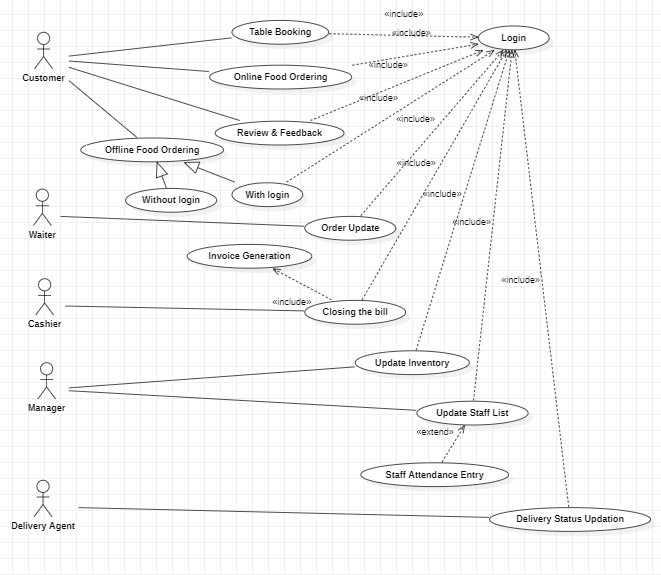 «include»
Table Booking
«include»
Login
Customer
Online Food Ordering
«include»
«include»
Review & Feedback
«include»
Offline Food Ordering
«include»
Without login
With login
«include»
Waiter
Order Update
«include»
Invoice Generation
«include»
«include»
Cashier
Closing the bill
Update Inventory
Manager
Update Staff List
«extend»
Staff Attendance Entry
Delivery Agent
Delivery Status Updation